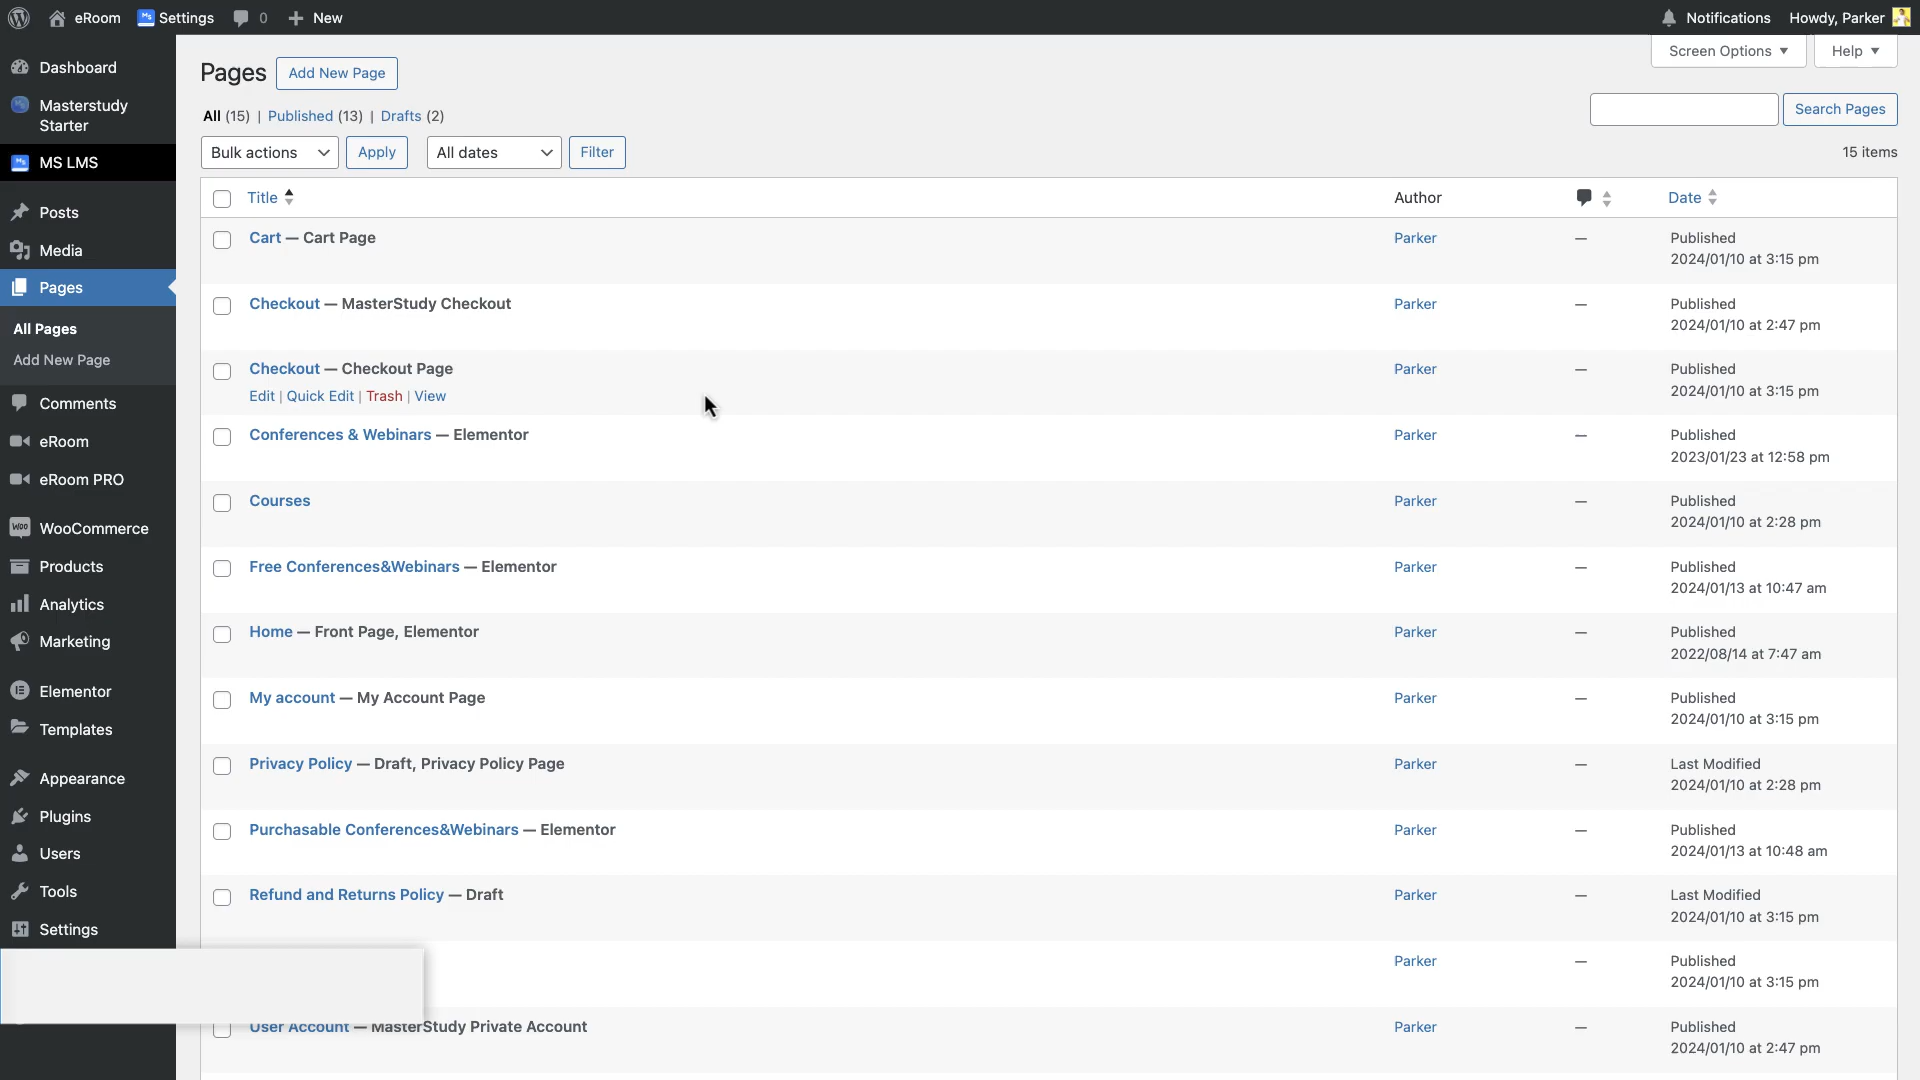 eRoom Settings 0 New Notifications Howdy, Parker
Screen Options Help
Dashboard
Masterstudy
Starter
MS LMS
Posts
Media
Pages
All Pages
Add New Page
Comments
eRoom
eRoom PRO
WooCommerce
Products
Analytics
Marketing
Elementor
Templates
Appearance
Plugins
Users
Tools
Settings
Pages Add New Page
All (15) | Published (13) | Drafts (2)
Search Pages
Bulk actions Apply All dates Filter 15 items
Title Author Date
Cart — Cart Page Parker — Published
2024/01/10 at 3:15 pm
Checkout — MasterStudy Checkout Parker — Published
2024/01/10 at 2:47 pm
Checkout — Checkout Page Parker — Published
Edit | Quick Edit | Trash | View 2024/01/10 at 3:15 pm
Conferences & Webinars — Elementor Parker — Published
2023/01/23 at 12:58 pm
Courses Parker — Published
2024/01/10 at 2:28 pm
Free Conferences&Webinars — Elementor Parker — Published
2024/01/13 at 10:47 am
Home — Front Page, Elementor Parker — Published
2022/08/14 at 7:47 am
My account — My Account Page Parker — Published
2024/01/10 at 3:15 pm
Privacy Policy — Draft, Privacy Policy Page Parker — Last Modified
2024/01/10 at 2:28 pm
Purchasable Conferences&Webinars — Elementor Parker — Published
2024/01/13 at 10:48 am
Refund and Returns Policy — Draft Parker — Last Modified
2024/01/10 at 3:15 pm
Parker — Published
2024/01/10 at 3:15 pm
User Account — MasterStudy Private Account Parker — Published
2024/01/10 at 2:47 pm